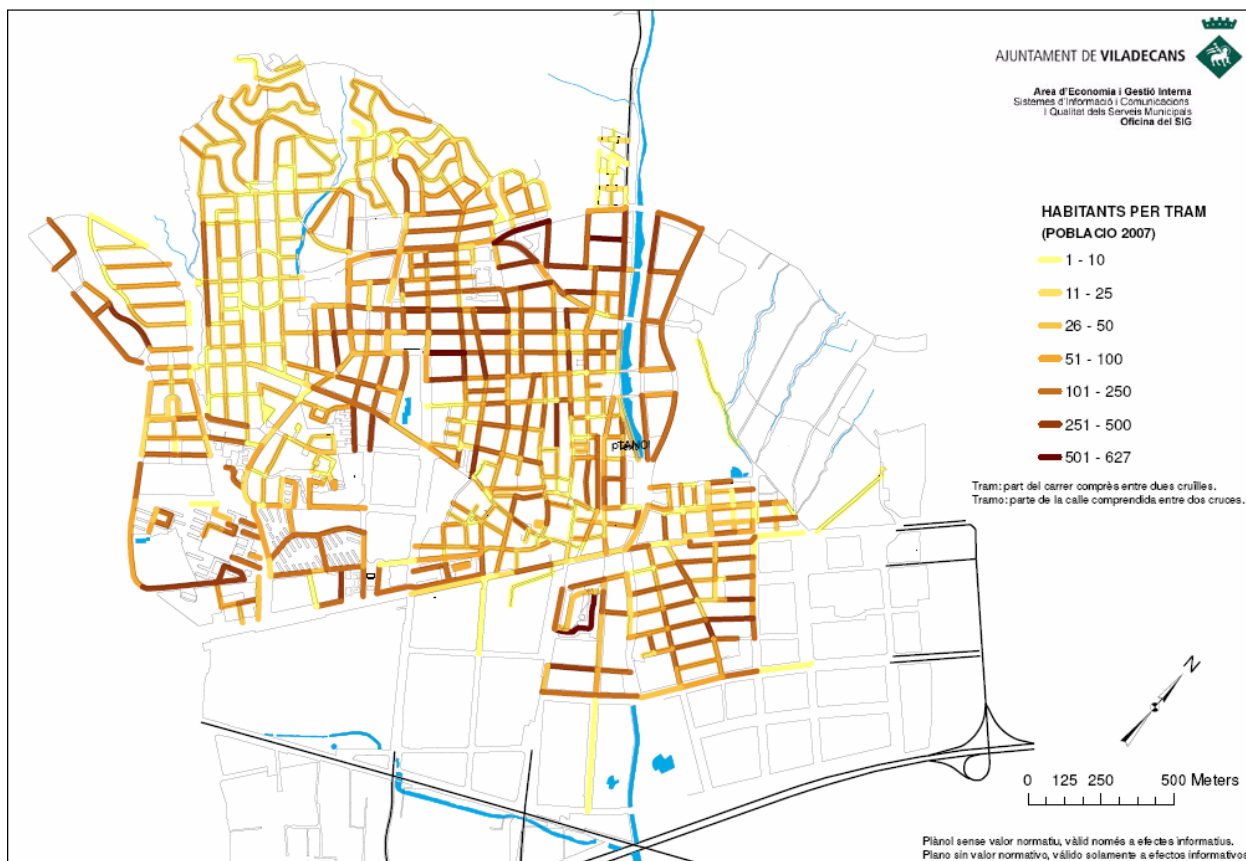 AJUNTAMENT DE VILADECANS
Area d'Economia i Gestió Interna
Sistemes d'Informació i Comunicacions
i Qualitat dels Serveis Municipals
Oficina del SIG
HABITANTS PER TRAM
(POBLACIO 2007)
1 - 10
11 - 25
26 - 50
51 - 100
101 - 250
251 - 500
501 - 627
Tram: part del carrer comprès entre dues cruïlles.
Tramo: parte de la calle comprendida entre dos cruces.
N
0 125 250 500 Meters
Plànol sense valor normatiu, vàlid només a efectes informatius.
Plano sin valor normativo, válido solamente a efectos informativos